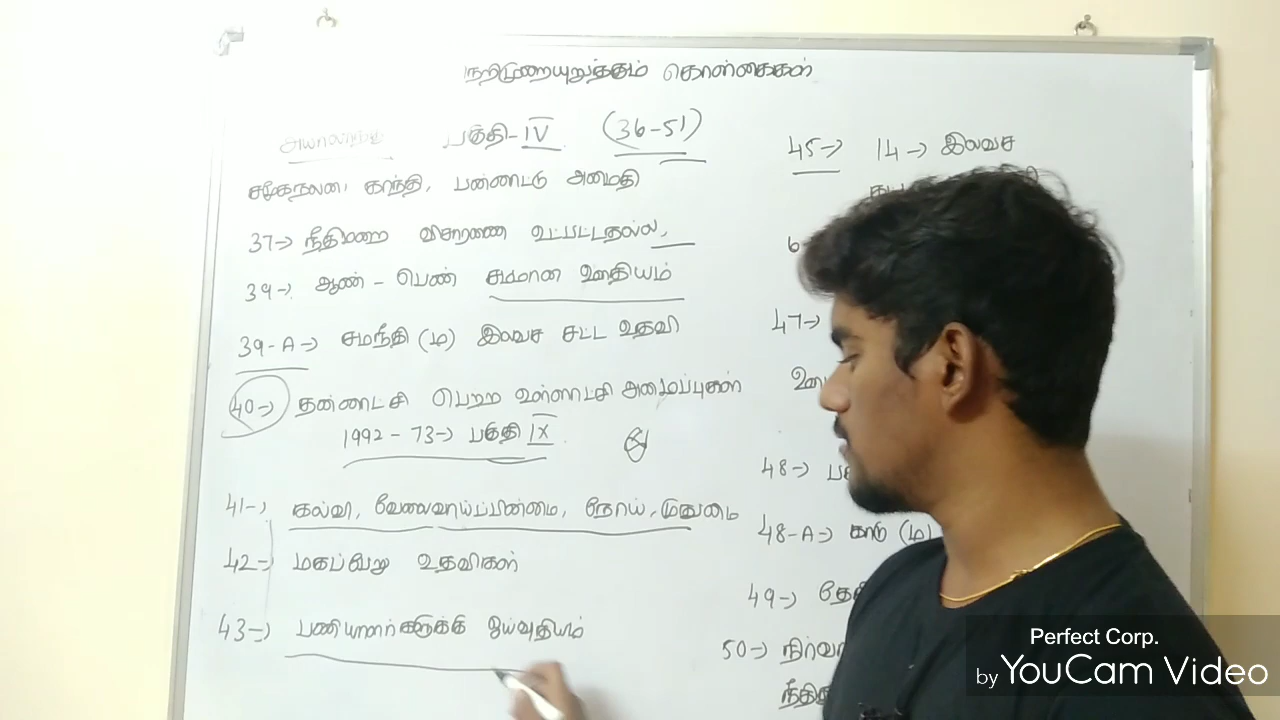 நெறிமுறையுறுத்தும் கொள்கைகள்
அயர்லாந்து பகுதி-IV (36-51)
சமூகநலன், காந்தி, பன்னாட்டு அமைதி
37-> நீதிமுறை விசாரணை உட்பட்டதல்ல,
39-> ஆண் - பெண் சமமான ஊதியம்
39-A-> சமநீதி (ம) இலவச சட்ட உதவி
40-> தன்னாட்சி பெற்ற உள்ளாட்சி அமைப்புகள்
1992 - 73-> பகுதி IX
41-> கல்வி, வேலைவாய்ப்பின்மை, நோய், முதுமை
42-> மகப்பேறு உதவிகள்
43-> பணியாளர்களுக்கு ஓய்வூதியம்
45-> 14-> இலவச
6
47->
48->
48-A-> காடு (ம)
49->
50->
Perfect Corp.
by YouCam Video